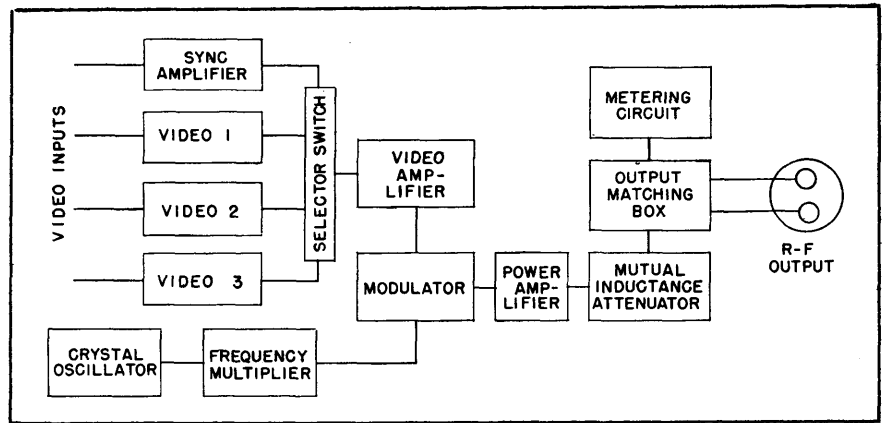 VIDEO INPUTS
SYNC
AMPLIFIER
VIDEO 1
VIDEO 2
VIDEO 3
SELECTOR SWITCH
VIDEO
AMP-
LIFIER
MODULATOR
CRYSTAL
OSCILLATOR
FREQUENCY
MULTIPLIER
POWER
AMP-
LIFIER
METERING
CIRCUIT
OUTPUT
MATCHING
BOX
MUTUAL
INDUCTANCE
ATTENUATOR
R-F
OUTPUT